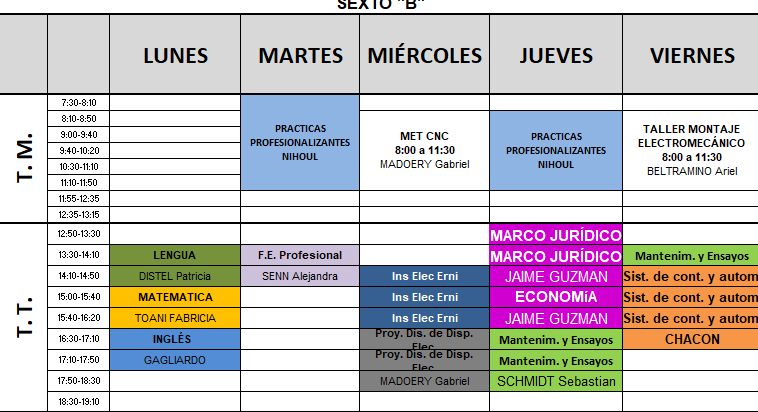 SEXTO "B"
LUNES MARTES MIÉRCOLES JUEVES VIERNES
T. M.
7:30-8:10
8:10-8:50
9:00-9:40
9:40-10:20
10:30-11:10
11:10-11:50
11:55-12:35
12:35-13:15
PRACTICAS
PROFESIONALIZANTES
NIHOUL
MET CNC
8:00 a 11:30
MADOERY Gabriel
PRACTICAS
PROFESIONALIZANTES
NIHOUL
TALLER MONTAJE
ELECTROMECÁNICO
8:00 a 11:30
BELTRAMINO Ariel
T. T.
12:50-13:30 MARCO JURÍDICO
13:30-14:10 LENGUA F.E. Profesional MARCO JURÍDICO Mantenim. y Ensayos
14:10-14:50 DISTEL Patricia SENN Alejandra Ins Elec Erni JAIME GUZMAN Sist. de cont. y autom
15:00-15:40 MATEMATICA Ins Elec Erni ECONOMíA Sist. de cont. y autom
15:40-16:20 TOANI FABRICIA Ins Elec Erni JAIME GUZMAN Sist. de cont. y autom
16:30-17:10 INGLÉS Proy. Dis. de Disp. Elec. Mantenim. y Ensayos CHACON
17:10-17:50 GAGLIARDO Proy. Dis. de Disp. Elec. Mantenim. y Ensayos
17:50-18:30 MADOERY Gabriel SCHMIDT Sebastian
18:30-19:10